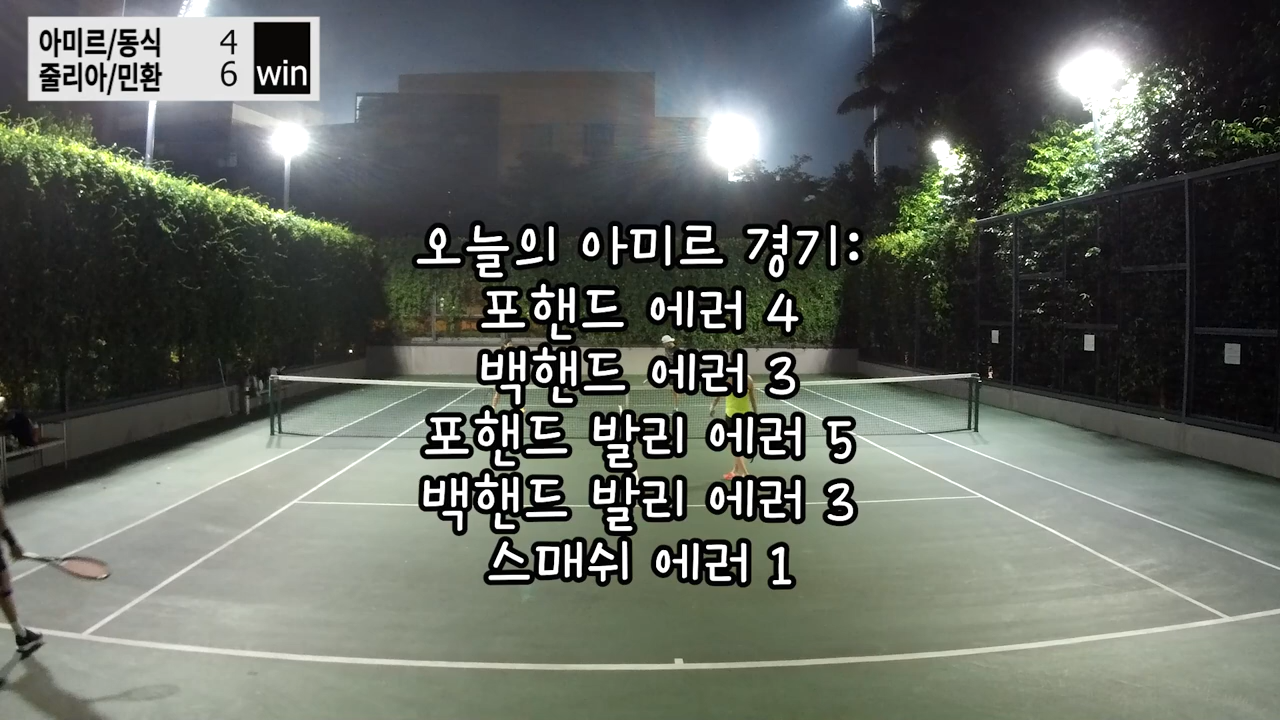 아미르/동식 4
줄리아/민환 6 win
오늘의 아미르 경기:
포핸드 에러 4
백핸드 에러 3
포핸드 발리 에러 5
백핸드 발리 에러 3
스매쉬 에러 1